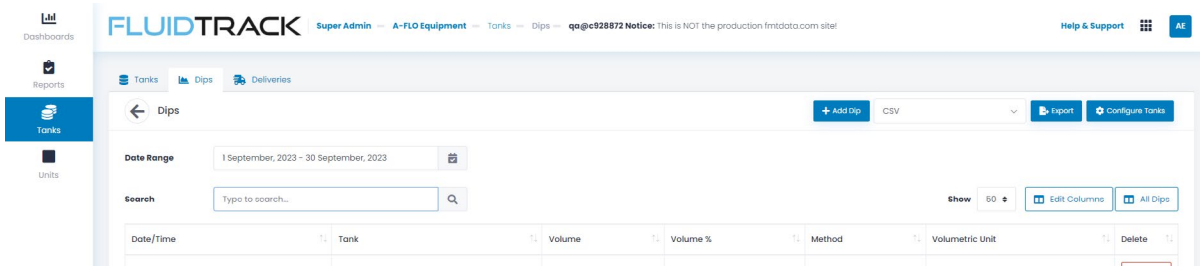 Dashboards
Reports
Tanks
Units
FLUIDTRACK
Super Admin — A-FLO Equipment — Tanks — Dips — qa@c928872 Notice: This is NOT the production fmtdata.com site!
Help & Support
AE
Tanks Dips Deliveries
Dips
+ Add Dip CSV Export Configure Tanks
Date Range 1 September, 2023 - 30 September, 2023
Search Type to search...
Show 50 Edit Columns All Dips
Date/Time Tank Volume Volume % Method Volumetric Unit Delete